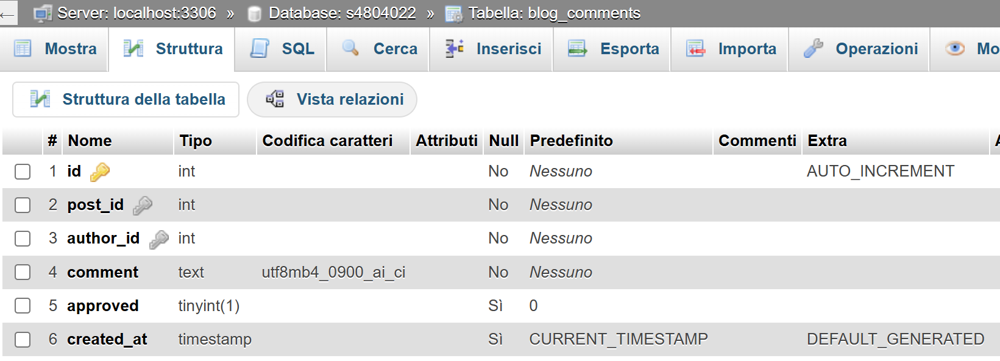 ← Server: localhost:3306 » Database: s4804022 » Tabella: blog_comments
Mostra Struttura SQL Cerca Inserisci Esporta Importa Operazioni Mo
Struttura della tabella Vista relazioni
# Nome Tipo Codifica caratteri Attributi Null Predefinito Commenti Extra A
1 id int No Nessuno AUTO_INCREMENT
2 post_id int No Nessuno
3 author_id int No Nessuno
4 comment text utf8mb4_0900_ai_ci No Nessuno
5 approved tinyint(1) Sì 0
6 created_at timestamp Sì CURRENT_TIMESTAMP DEFAULT_GENERATED